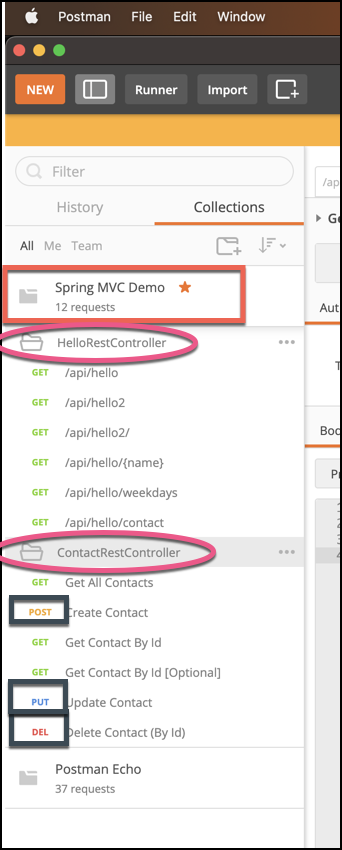 Postman File Edit Window
NEW Runner Import
Filter
/ap
History Collections
Ge
All Me Team
Spring MVC Demo
12 requests
Aut
HelloRestController
T
GET /api/hello
GET /api/hello2
GET /api/hello2/
Boc
GET /api/hello/{name}
Pr
GET /api/hello/weekdays
GET /api/hello/contact
ContactRestController
GET Get All Contacts
POST Create Contact
GET Get Contact By Id
GET Get Contact By Id [Optional]
PUT Update Contact
DEL Delete Contact (By Id)
Postman Echo
37 requests